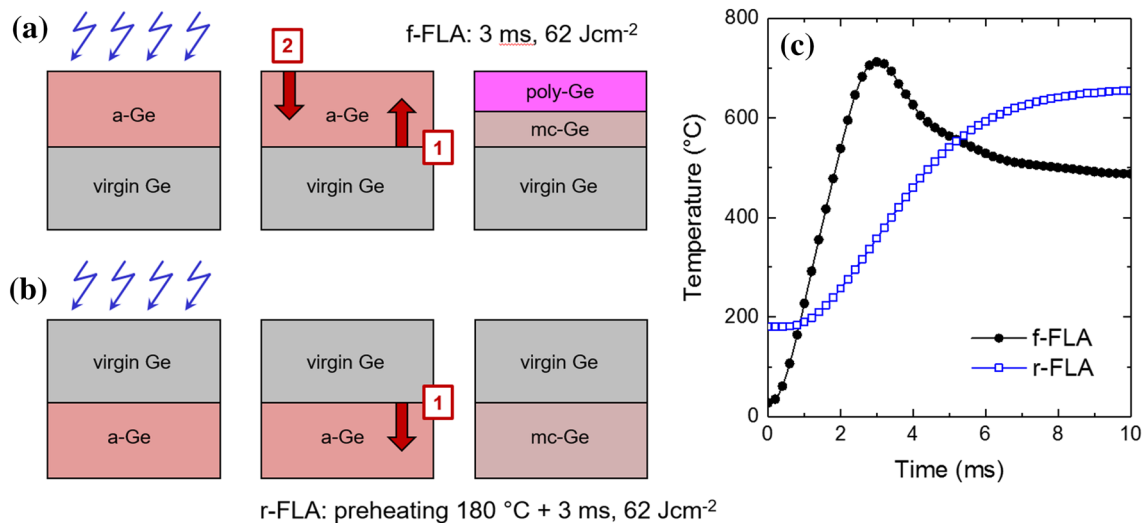 (a)
f-FLA: 3 ms, 62 Jcm-2
a-Ge
virgin Ge
2
a-Ge
1
virgin Ge
poly-Ge
mc-Ge
virgin Ge
(b)
virgin Ge
a-Ge
virgin Ge
1
a-Ge
virgin Ge
mc-Ge
r-FLA: preheating 180 °C + 3 ms, 62 Jcm-2
(c)
800
600
400
200
0
Temperature (°C)
f-FLA
r-FLA
0 2 4 6 8 10
Time (ms)